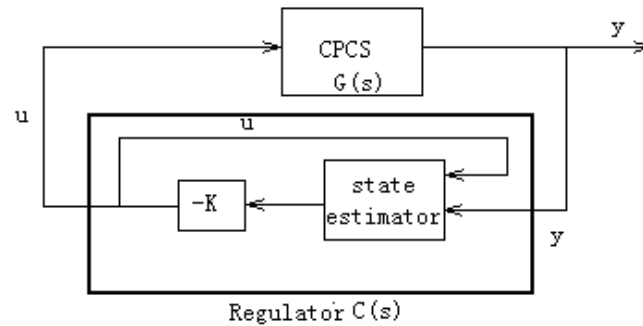 y
CPCS
G(s)
u
u
-K
state
estimator
y
Regulator C(s)